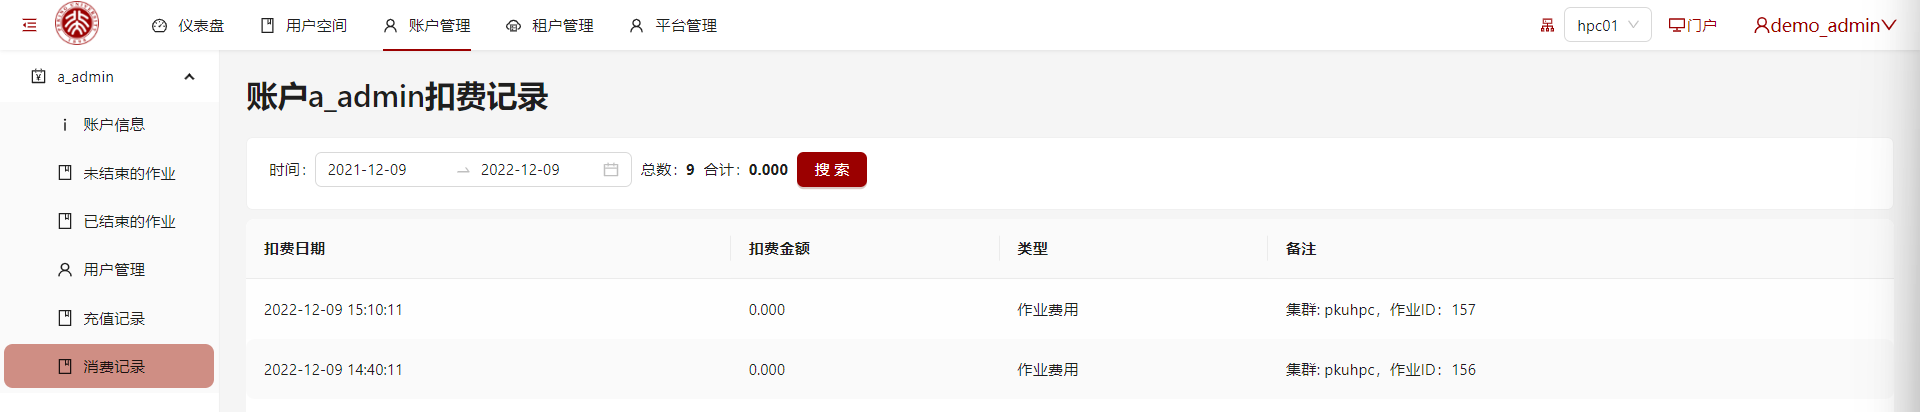 仪表盘 用户空间 账户管理 租户管理 平台管理 hpc01 门户 demo_admin
a_admin
账户信息
未结束的作业
已结束的作业
用户管理
充值记录
消费记录
账户a_admin扣费记录
时间： 2021-12-09 2022-12-09 总数：9 合计：0.000 搜 索
扣费日期 扣费金额 类型 备注
2022-12-09 15:10:11 0.000 作业费用 集群: pkuhpc，作业ID：157
2022-12-09 14:40:11 0.000 作业费用 集群: pkuhpc，作业ID：156